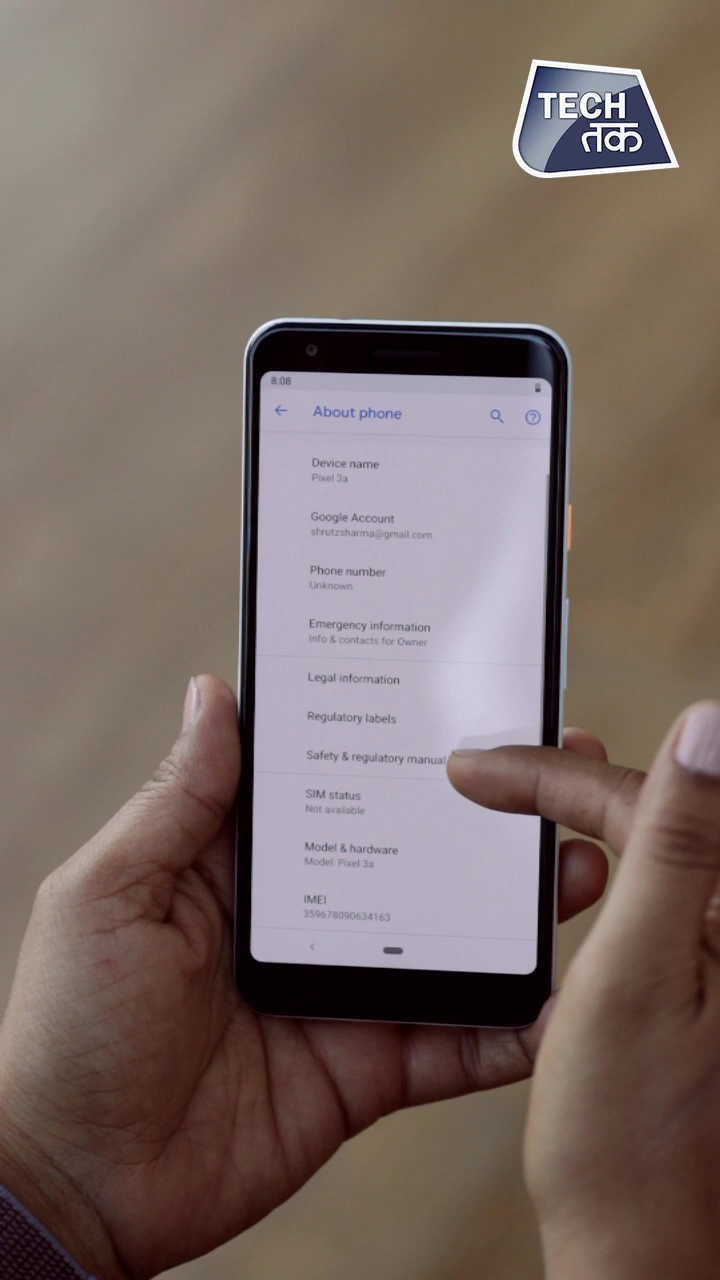 TECH
तक
8:08
About phone
Device name
Pixel 3a
Google Account
shrutzsharma@gmail.com
Phone number
Unknown
Emergency information
Info & contacts for Owner
Legal information
Regulatory labels
Safety & regulatory manual
SIM status
Not available
Model & hardware
Model: Pixel 3a
IMEI
359678090634163